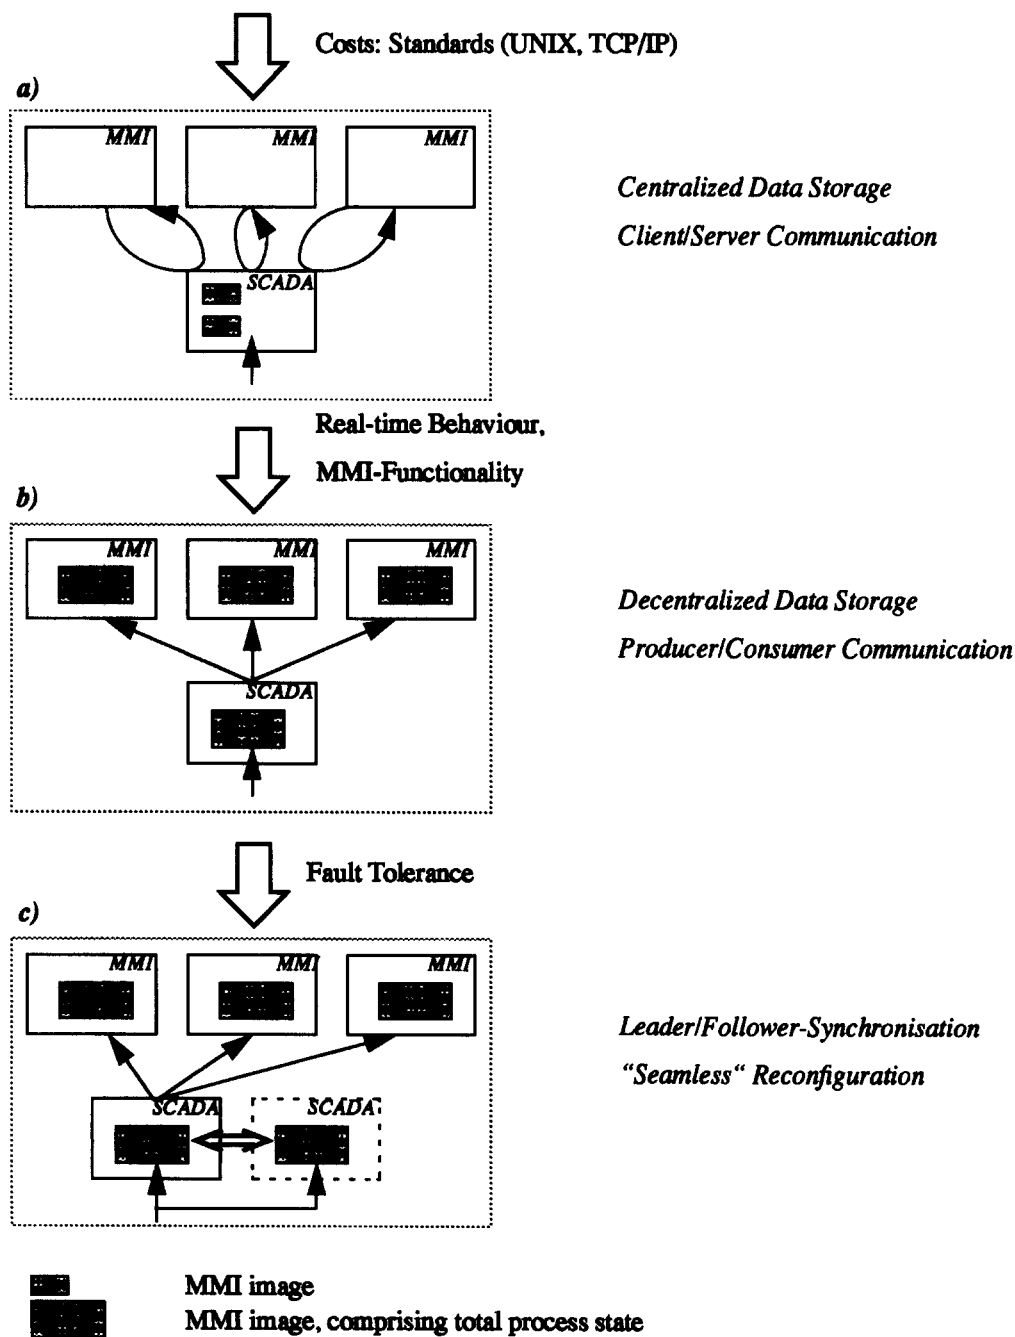 Costs: Standards (UNIX, TCP/IP)
a)
MMI MMI MMI
Centralized Data Storage
Client/Server Communication
SCADA
Real-time Behaviour,
MMI-Functionality
b)
MMI MMI MMI
Decentralized Data Storage
Producer/Consumer Communication
SCADA
Fault Tolerance
c)
MMI MMI MMI
Leader/Follower-Synchronisation
“Seamless“ Reconfiguration
SCADA SCADA
MMI image
MMI image, comprising total process state